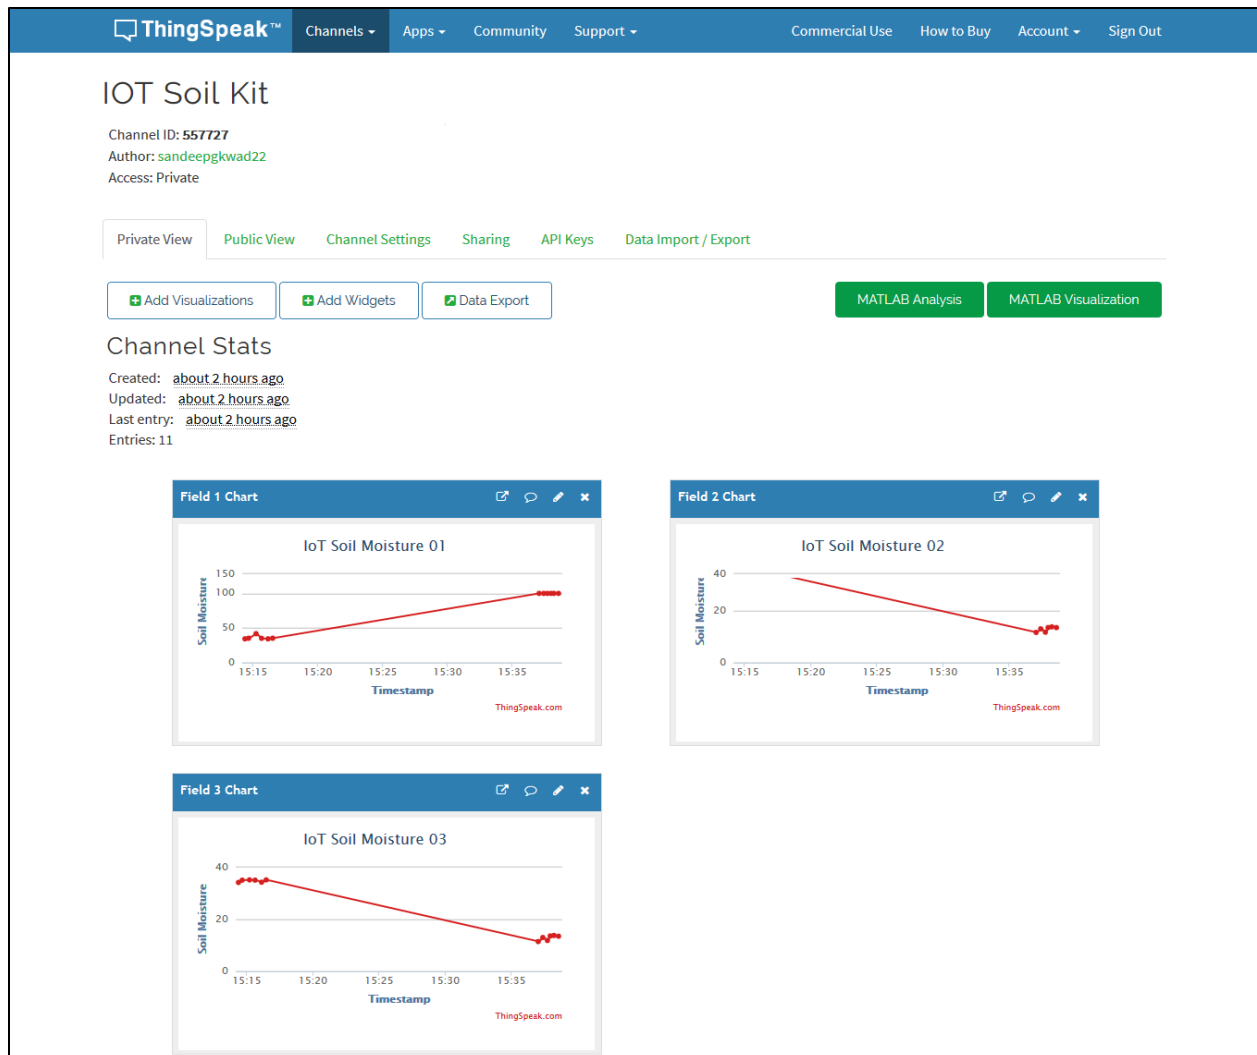 ThingSpeak™ Channels Apps Community Support Commercial Use How to Buy Account Sign Out
IOT Soil Kit
Channel ID: 557727
Author: sandeepgkwad22
Access: Private
Private View Public View Channel Settings Sharing API Keys Data Import / Export
Add Visualizations Add Widgets Data Export MATLAB Analysis MATLAB Visualization
Channel Stats
Created: about 2 hours ago
Updated: about 2 hours ago
Last entry: about 2 hours ago
Entries: 11
Field 1 Chart
IoT Soil Moisture 01
Soil Moisture
150
100
50
0
15:15 15:20 15:25 15:30 15:35
Timestamp
ThingSpeak.com
Field 2 Chart
IoT Soil Moisture 02
Soil Moisture
40
20
0
15:15 15:20 15:25 15:30 15:35
Timestamp
ThingSpeak.com
Field 3 Chart
IoT Soil Moisture 03
Soil Moisture
40
20
0
15:15 15:20 15:25 15:30 15:35
Timestamp
ThingSpeak.com